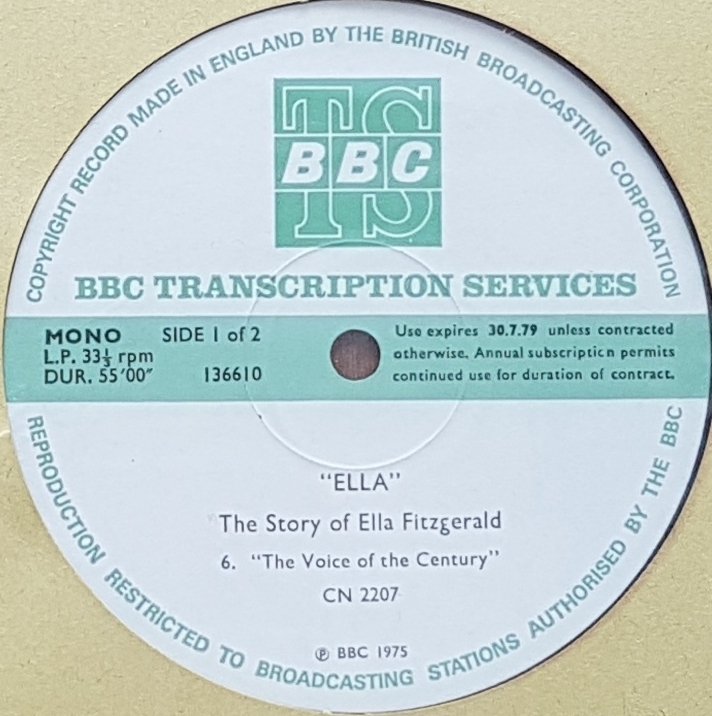 COPYRIGHT RECORD MADE IN ENGLAND BY THE BRITISH BROADCASTING CORPORATION
TS
BBC
BBC TRANSCRIPTION SERVICES
MONO SIDE 1 of 2
L.P. 33⅓ rpm
DUR. 55'00" 136610
Use expires 30.7.79 unless contracted
otherwise. Annual subscription permits
continued use for duration of contract.
"ELLA"
The Story of Ella Fitzgerald
6. "The Voice of the Century"
CN 2207
℗ BBC 1975
REPRODUCTION RESTRICTED TO BROADCASTING STATIONS AUTHORISED BY THE BBC